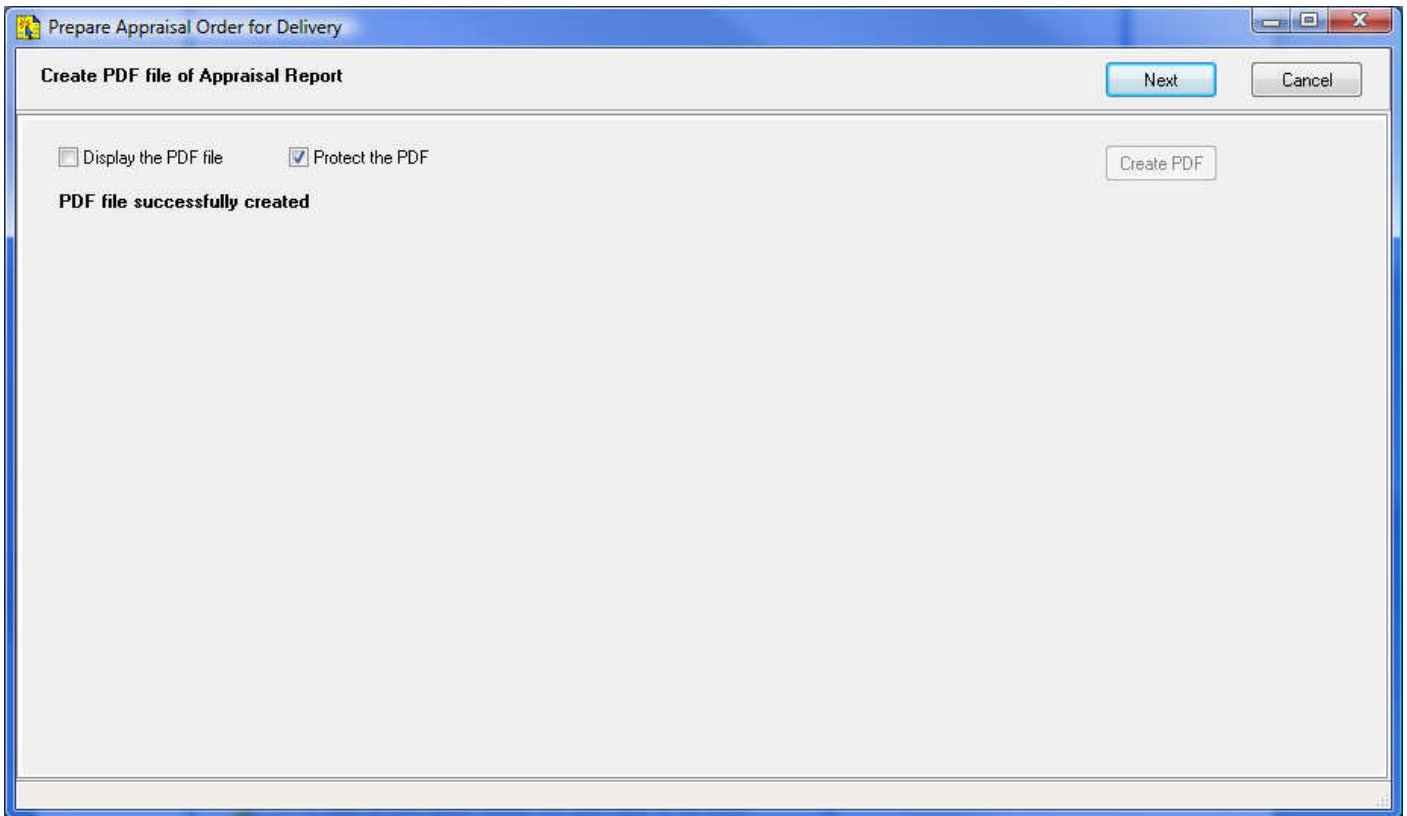 Prepare Appraisal Order for Delivery
Create PDF file of Appraisal Report
Next
Cancel
Display the PDF file
Protect the PDF
Create PDF
PDF file successfully created